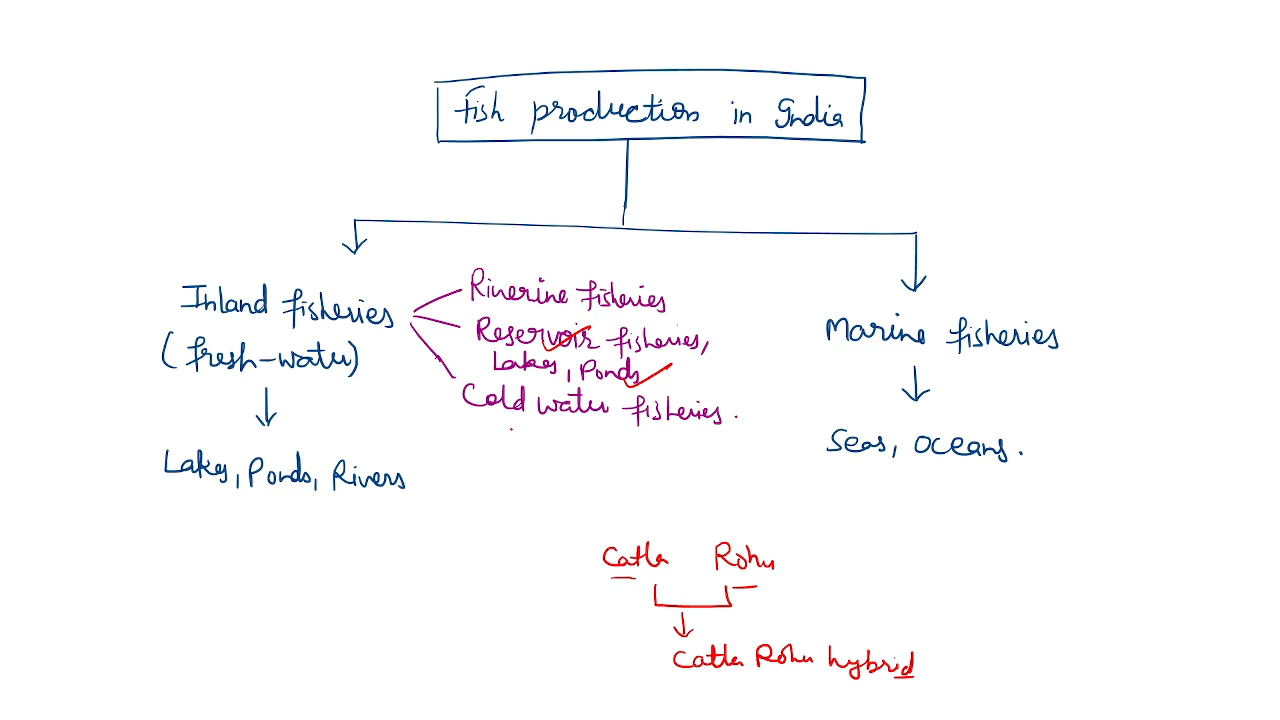 Fish production in India
Inland fisheries
(fresh-water)
Lakes, Ponds, Rivers
Riverine fisheries
Reservoir fisheries,
Lakes, Ponds
Cold water fisheries.
Marine fisheries
Seas, Oceans.
Catla Rohu
Catla Rohu hybrid